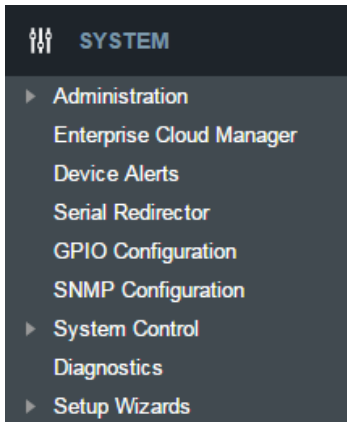 SYSTEM
Administration
Enterprise Cloud Manager
Device Alerts
Serial Redirector
GPIO Configuration
SNMP Configuration
System Control
Diagnostics
Setup Wizards